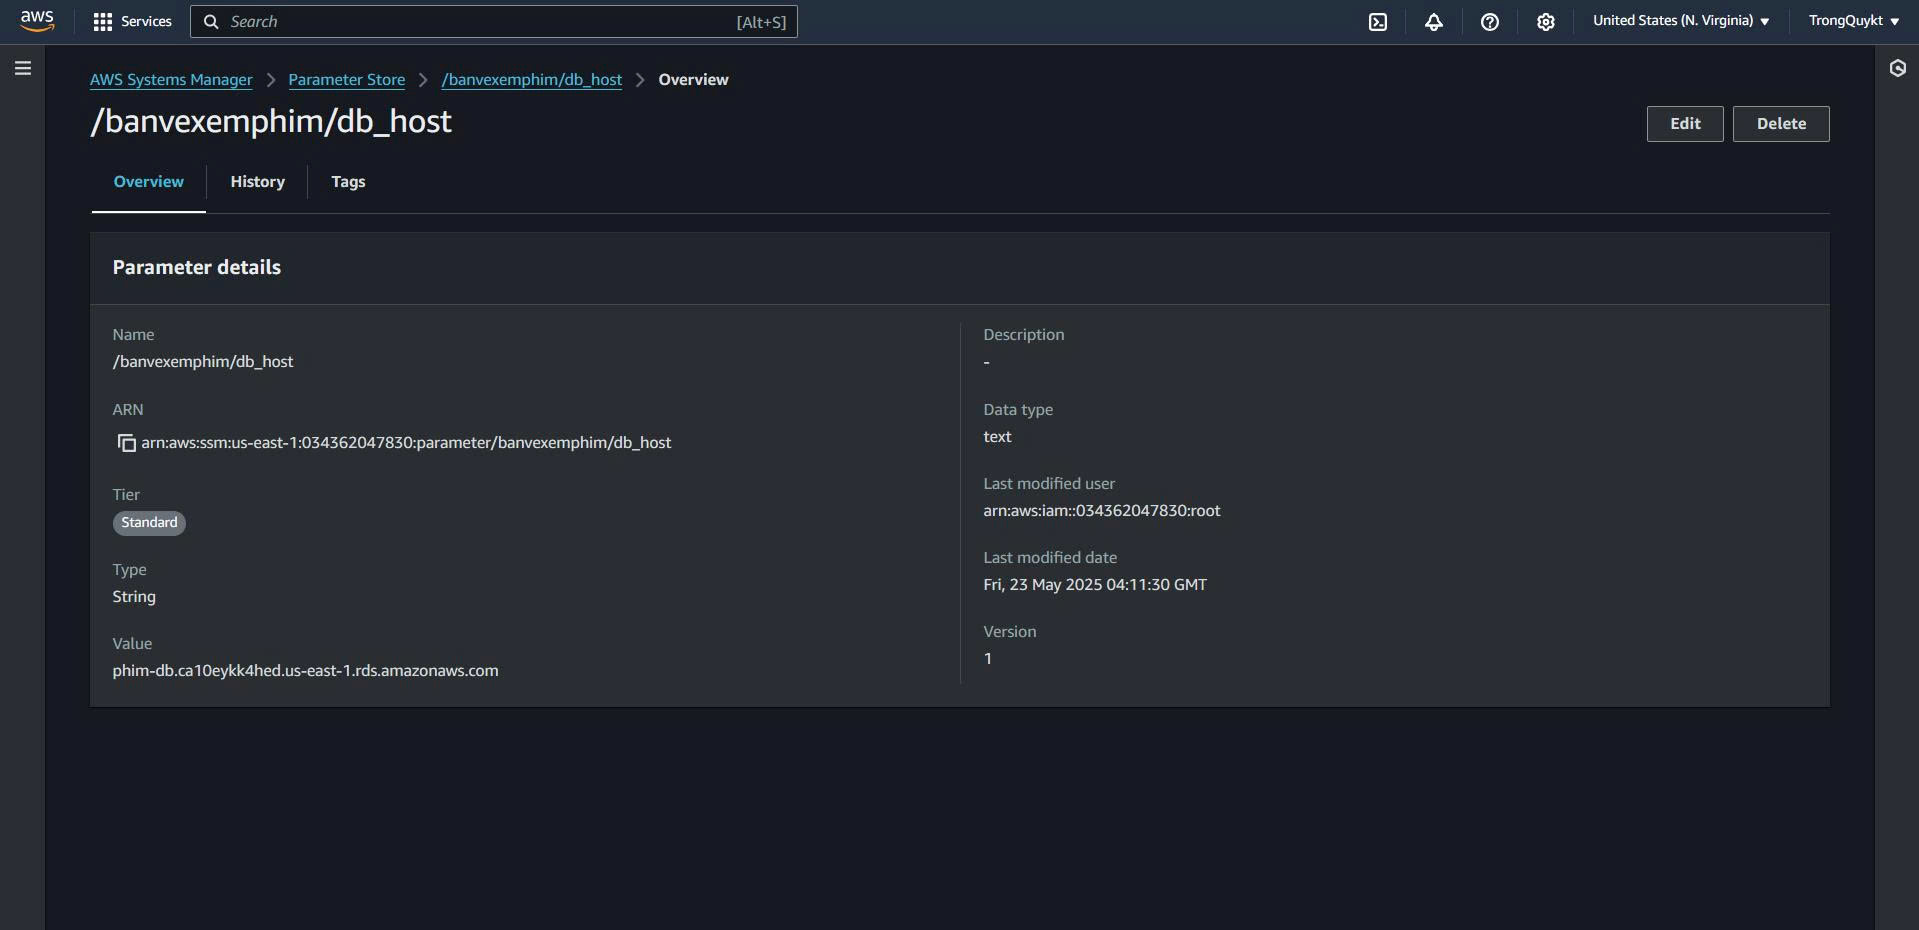 aws Services Search [Alt+S] United States (N. Virginia) TrongQuykt
AWS Systems Manager Parameter Store /banvexemphim/db_host Overview
/banvexemphim/db_host
Edit Delete
Overview History Tags
Parameter details
Name
/banvexemphim/db_host
ARN
arn:aws:ssm:us-east-1:034362047830:parameter/banvexemphim/db_host
Tier
Standard
Type
String
Value
phim-db.ca10eykk4hed.us-east-1.rds.amazonaws.com
Description
-
Data type
text
Last modified user
arn:aws:iam::034362047830:root
Last modified date
Fri, 23 May 2025 04:11:30 GMT
Version
1